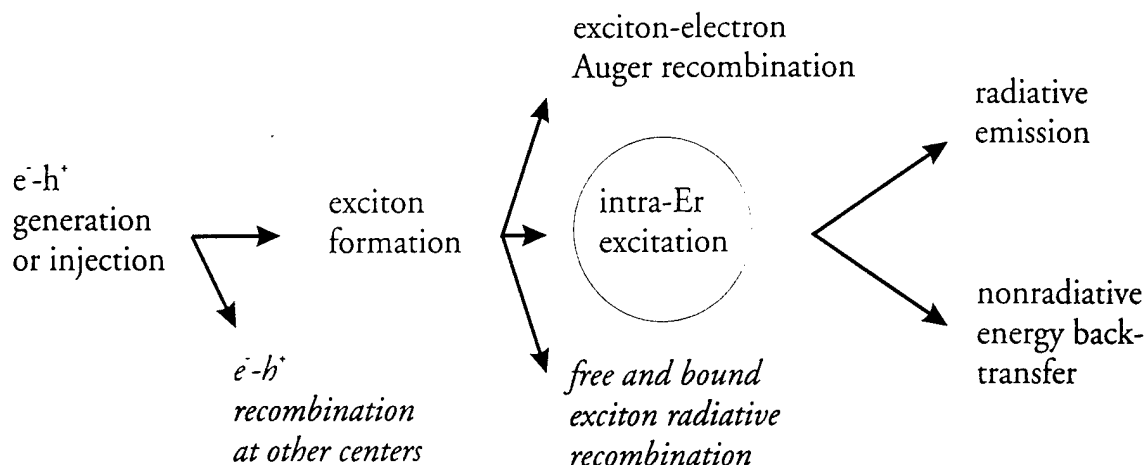 e⁻-h⁺
generation
or injection
exciton
formation
e⁻-h⁺
recombination
at other centers
exciton-electron
Auger recombination
intra-Er
excitation
free and bound
exciton radiative
recombination
radiative
emission
nonradiative
energy back-
transfer